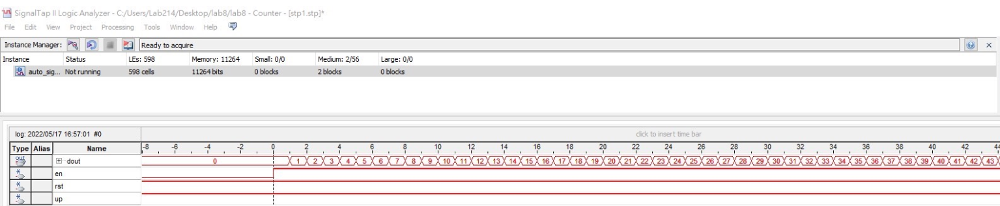 SignalTap II Logic Analyzer - C:/Users/Lab214/Desktop/lab8/lab8 - Counter - [stp1.stp]*
File Edit View Project Processing Tools Window Help
Instance Manager: Ready to acquire
Instance Status LEs: 598 Memory: 11264 Small: 0/0 Medium: 2/56 Large: 0/0
auto_sig... Not running 598 cells 11264 bits 0 blocks 2 blocks 0 blocks
log: 2022/05/17 16:57:01 #0 click to insert time bar
Type Alias Name -8 -6 -4 -2 0 2 4 6 8 10 12 14 16 18 20 22 24 26 28 30 32 34 36 38 40 42 44
out dout 0 1 2 3 4 5 6 7 8 9 10 11 12 13 14 15 16 17 18 19 20 21 22 23 24 25 26 27 28 29 30 31 32 33 34 35 36 37 38 39 40 41 42 43
* en
* rst
* up